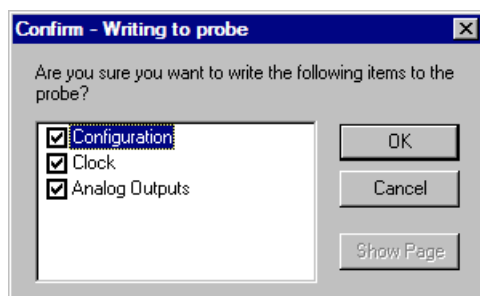 Confirm - Writing to probe
Are you sure you want to write the following items to the
probe?
Configuration
Clock
Analog Outputs
OK
Cancel
Show Page